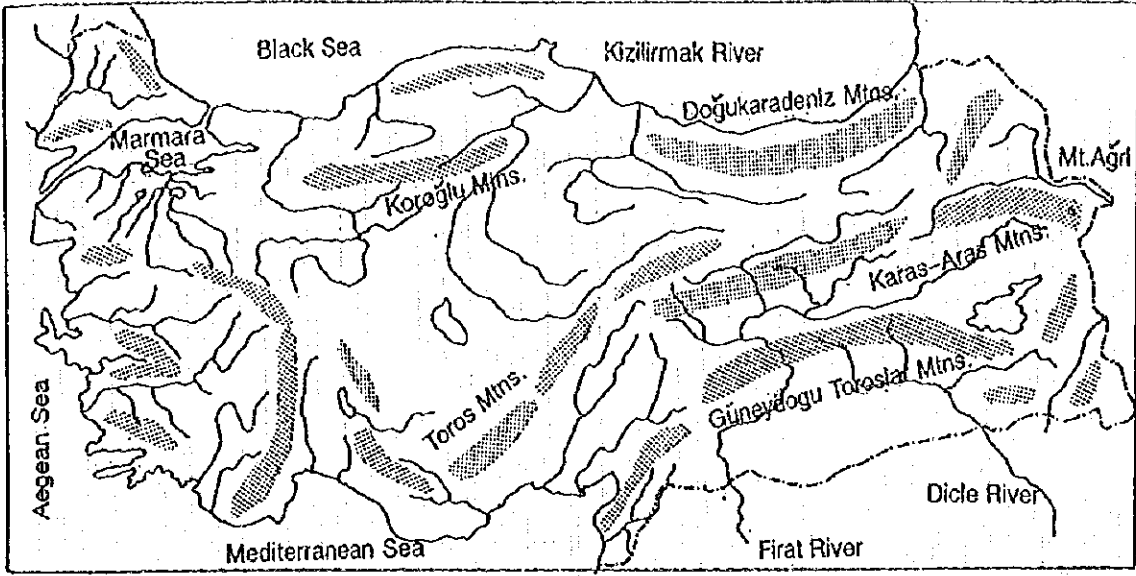 Black Sea
Kizilirmak River
Doğukaradeniz Mtns.
Marmara
Sea
Mt.AğrI
Koroğlu Mtns.
Karas-Aras Mtns.
Toros Mtns.
Güneydogu Toroslar Mtns.
Aegean Sea
Dicle River
Mediterranean Sea
Firat River